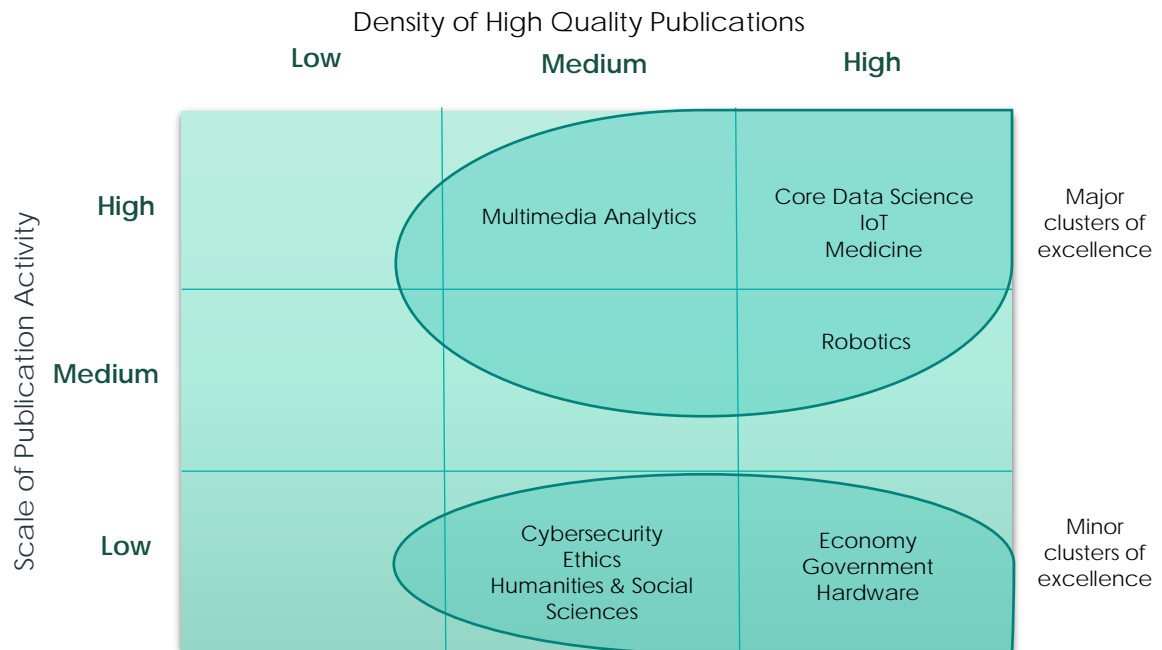 Density of High Quality Publications
Low
Medium
High
Scale of Publication Activity
High
Multimedia Analytics
Core Data Science
IoT
Medicine
Major
clusters of
excellence
Medium
Robotics
Low
Cybersecurity
Ethics
Humanities & Social
Sciences
Economy
Government
Hardware
Minor
clusters of
excellence